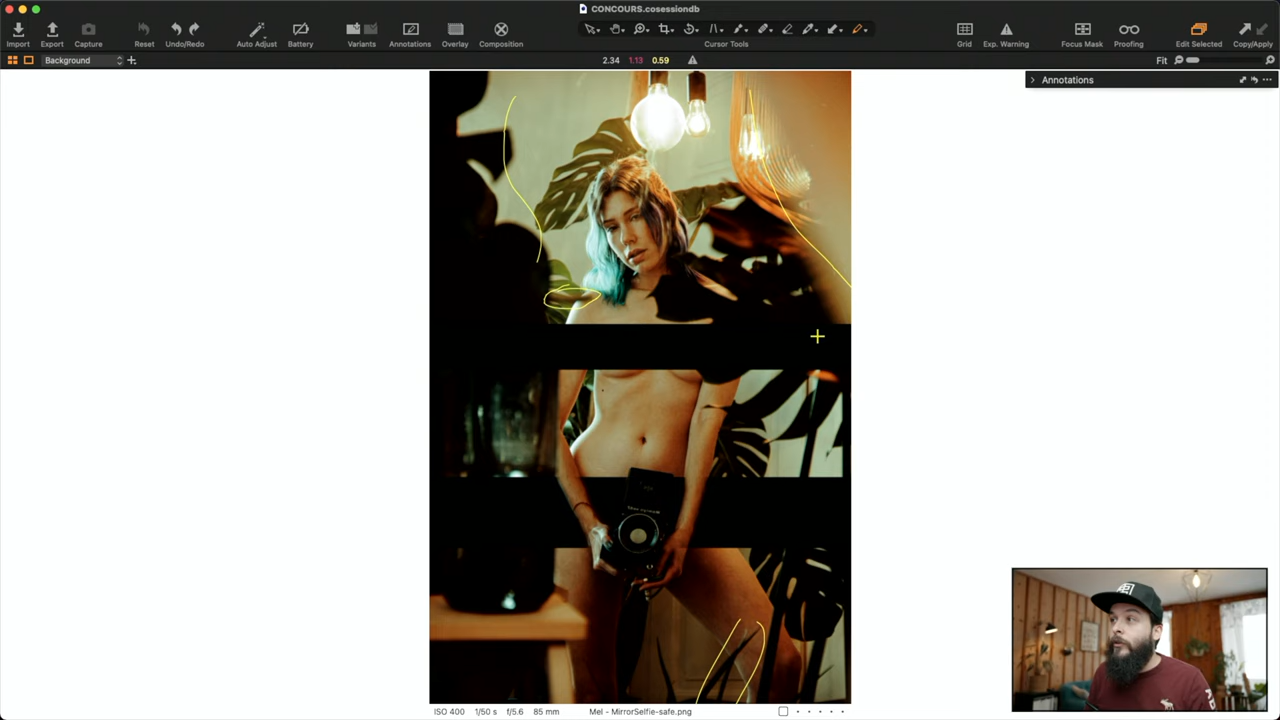 CONCOURS.cosessiondb
Import Export Capture Reset Undo/Redo Auto Adjust Battery Variants Annotations Overlay Composition Cursor Tools Grid Exp. Warning Focus Mask Proofing Edit Selected Copy/Apply
Background 2.34 1.13 0.59 Fit
Annotations
ISO 400 1/50 s f/5.6 85 mm Mel - MirrorSelfie-safe.png